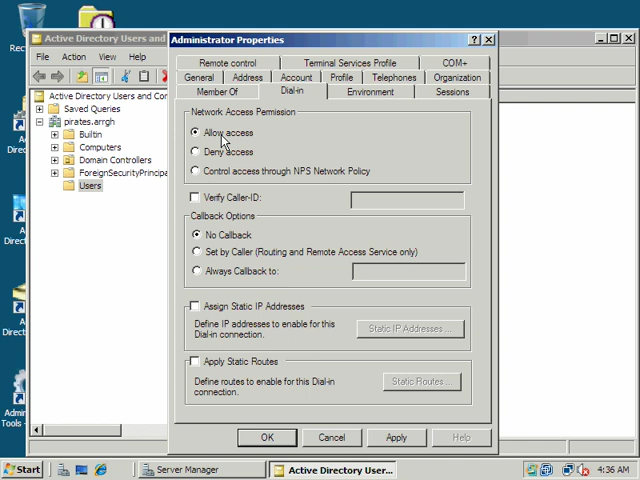 Recy
Active Directory Users and
File Action View Help
Active Directory Users and Con
Saved Queries
pirates.arrgh
Builtin
Computers
Domain Controllers
ForeignSecurityPrincipa
Users
Administrator Properties
Remote control Terminal Services Profile COM+
General Address Account Profile Telephones Organization
Member Of Dial-in Environment Sessions
Network Access Permission
Allow access
Deny access
Control access through NPS Network Policy
Verify Caller-ID:
Callback Options
No Callback
Set by Caller (Routing and Remote Access Service only)
Always Callback to:
Assign Static IP Addresses
Define IP addresses to enable for this
Dial-in connection.
Static IP Addresses ...
Apply Static Routes
Define routes to enable for this Dial-in
connection.
Static Routes ...
OK Cancel Apply Help
Admin
Tools -
Start Server Manager Active Directory User... 4:36 AM